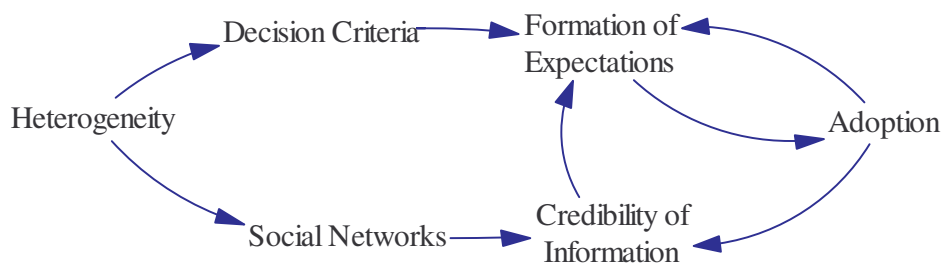 Decision Criteria
Formation of
Expectations
Heterogeneity
Adoption
Social Networks
Credibility of
Information